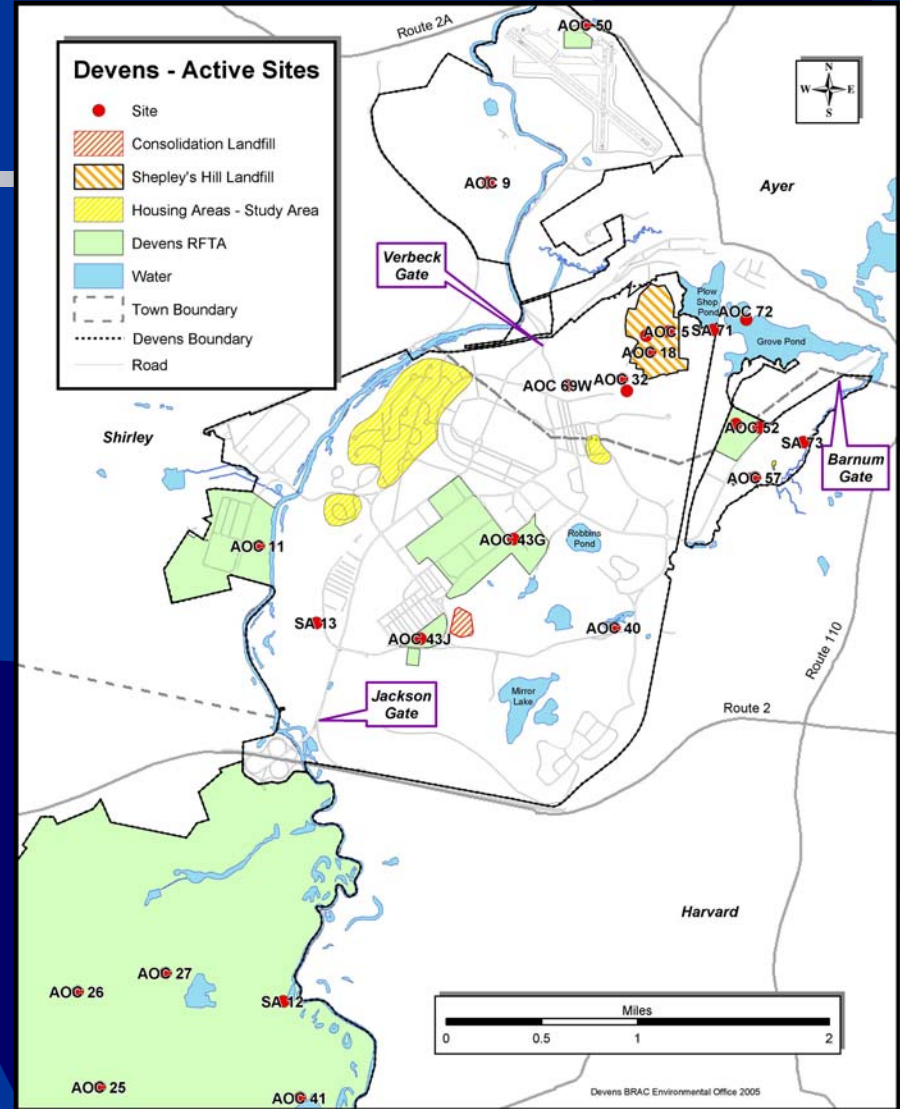 Route 2A
AOC 50
Devens - Active Sites
Site
Consolidation Landfill
Shepley's Hill Landfill
Housing Areas - Study Area
Devens RFTA
Water
Town Boundary
Devens Boundary
Road
N
W E
S
AOC 9
Ayer
Verbeck
Gate
Plow
Shop
Pond
AOC 72
AOC 5
SA 71
Grove Pond
AOC 18
AOC 69W
AOC 32
Shirley
AOC 52
SA 73
Barnum
Gate
AOC 57
AOC 11
AOC 43G
Robbins
Pond
SA 13
AOC 43J
AOC 40
Route 110
Jackson
Gate
Mirror
Lake
Route 2
Harvard
AOC 27
AOC 26
SA 12
Miles
0 0.5 1 2
AOC 25
AOC 41
Devens BRAC Environmental Office 2005